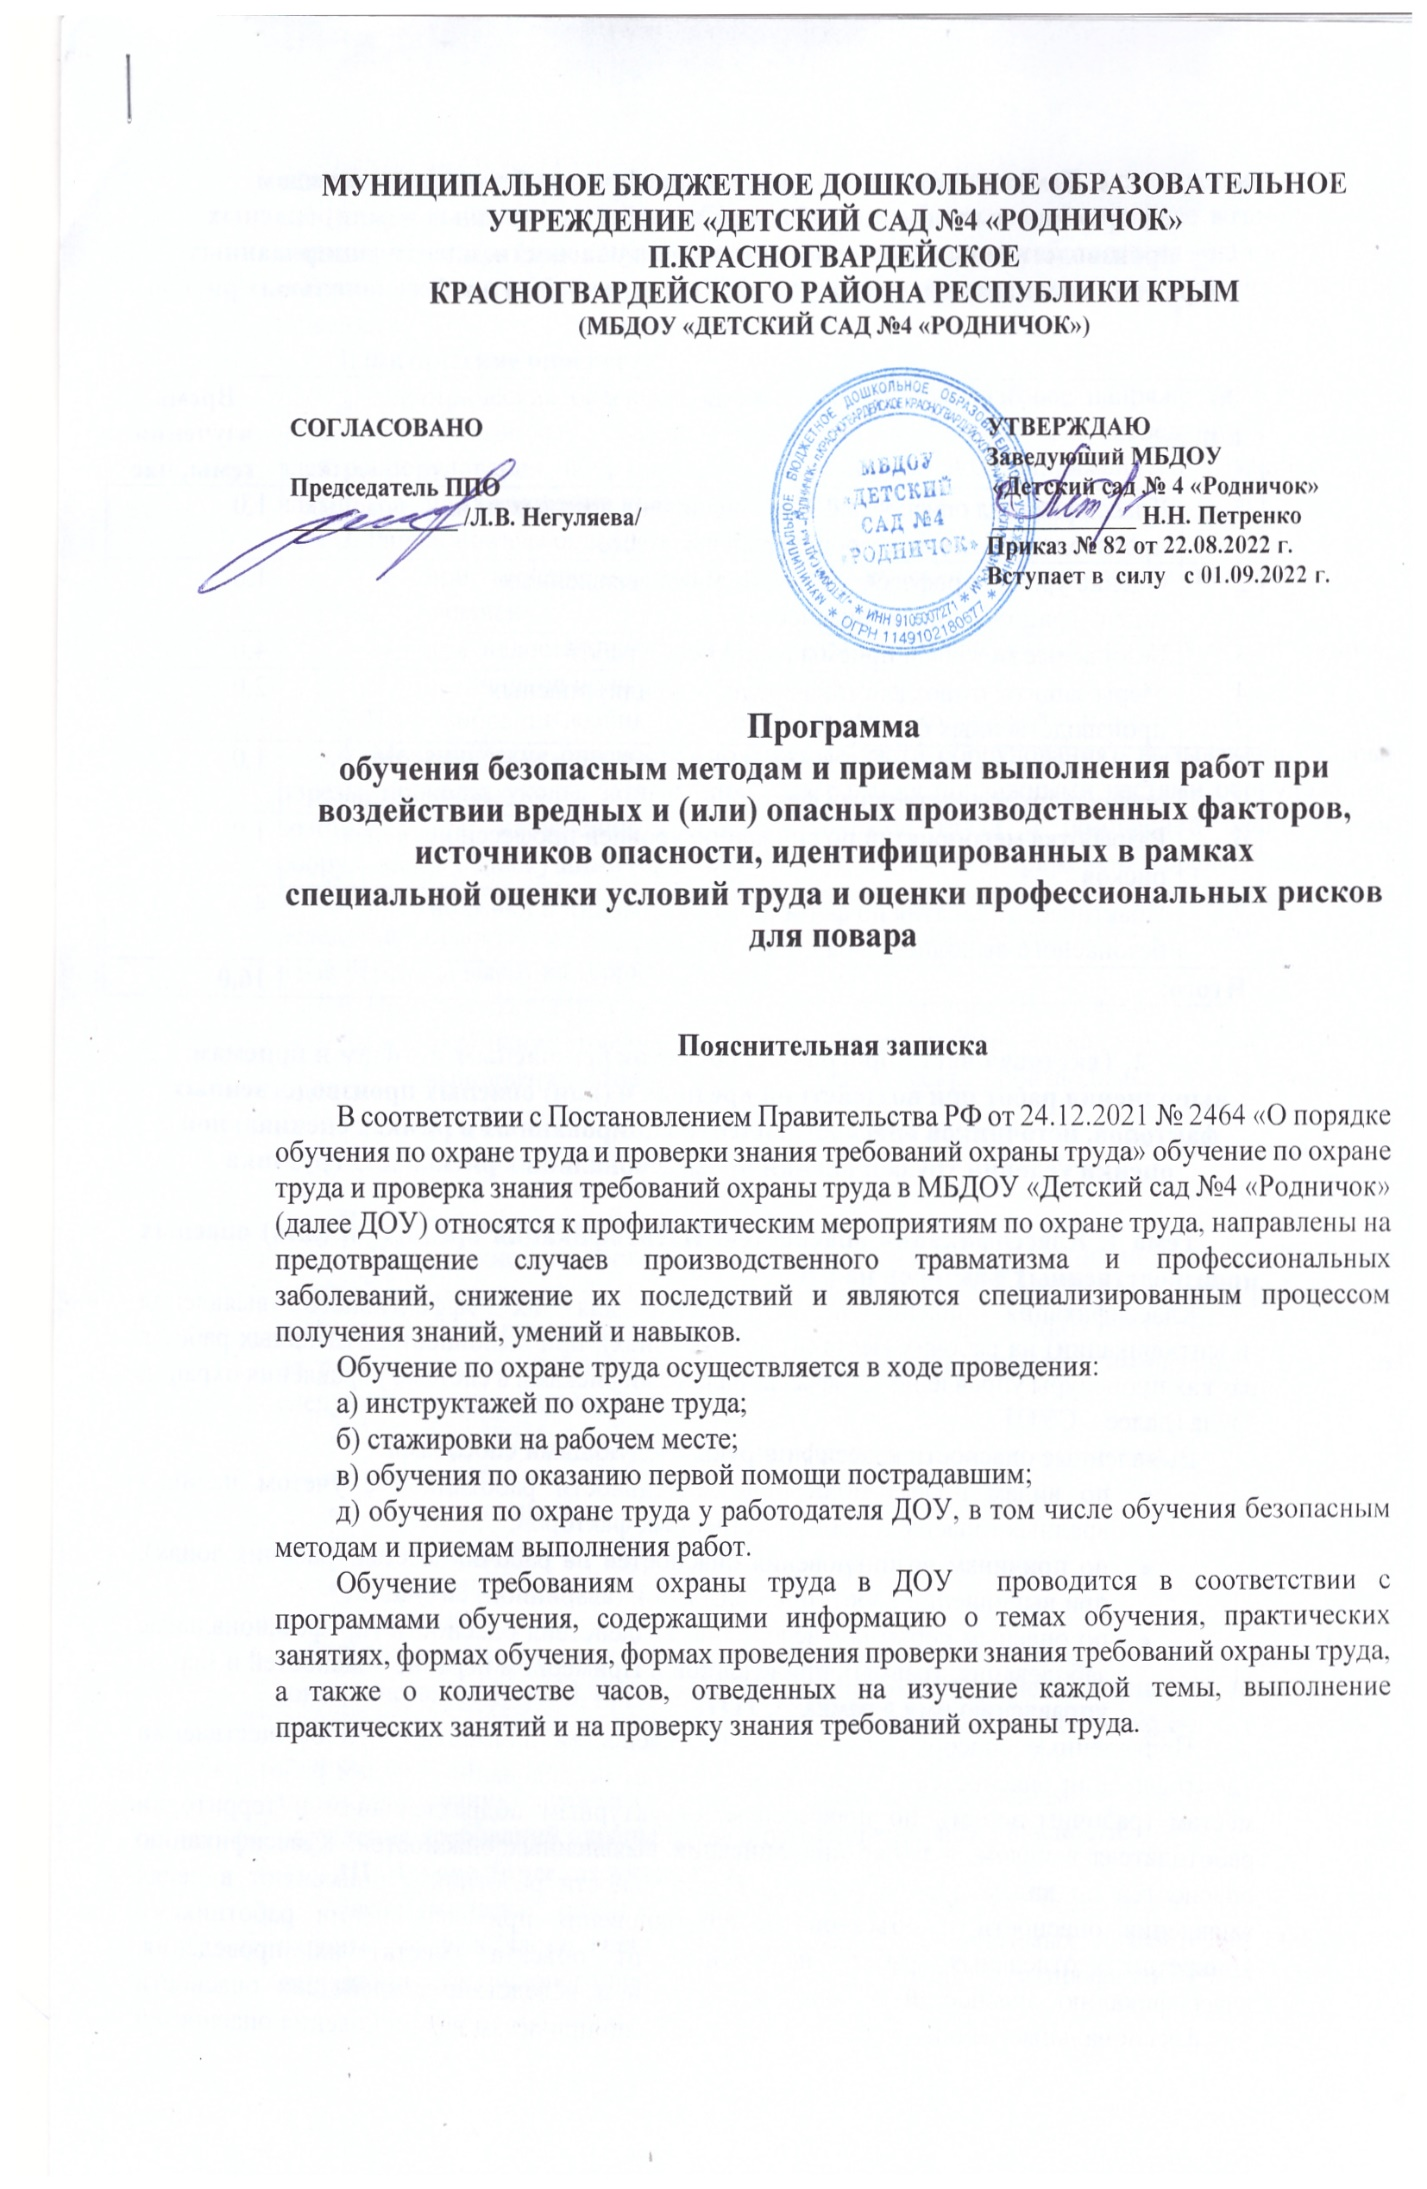 МУНИЦИПАЛЬНОЕ БЮДЖЕТНОЕ ДОШКОЛЬНОЕ ОБРАЗОВАТЕЛЬНОЕ
УЧРЕЖДЕНИЕ «ДЕТСКИЙ САД №4 «РОДНИЧОК»
П.КРАСНОГВАРДЕЙСКОЕ
КРАСНОГВАРДЕЙСКОГО РАЙОНА РЕСПУБЛИКИ КРЫМ
(МБДОУ «ДЕТСКИЙ САД №4 «РОДНИЧОК»)
СОГЛАСОВАНО
Председатель ППО
/Л.В. Негуляева/
МБДОУ
«ДЕТСКИЙ
САД №4
«РОДНИЧОК»
МУНИЦИПАЛЬНОЕ БЮДЖЕТНОЕ ДОШКОЛЬНОЕ
ИНН 9105007271
ОГРН 1149102180677
УТВЕРЖДАЮ
Заведующий МБДОУ
«Детский сад № 4 «Родничок»
Н.Н. Петренко
Приказ № 82 от 22.08.2022 г.
Вступает в силу с 01.09.2022 г.
Программа
обучения безопасным методам и приемам выполнения работ при
воздействии вредных и (или) опасных производственных факторов,
источников опасности, идентифицированных в рамках
специальной оценки условий труда и оценки профессиональных рисков
для повара
Пояснительная записка
В соответствии с Постановлением Правительства РФ от 24.12.2021 № 2464 «О порядке
обучения по охране труда и проверки знания требований охраны труда» обучение по охране
труда и проверка знания требований охраны труда в МБДОУ «Детский сад №4 «Родничок»
(далее ДОУ) относятся к профилактическим мероприятиям по охране труда, направлены на
предотвращение случаев производственного травматизма и профессиональных
заболеваний, снижение их последствий и являются специализированным процессом
получения знаний, умений и навыков.
Обучение по охране труда осуществляется в ходе проведения:
а) инструктажей по охране труда;
б) стажировки на рабочем месте;
в) обучения по оказанию первой помощи пострадавшим;
д) обучения по охране труда у работодателя ДОУ, в том числе обучения безопасным
методам и приемам выполнения работ.
Обучение требованиям охраны труда в ДОУ проводится в соответствии с
программами обучения, содержащими информацию о темах обучения, практических
занятиях, формах обучения, формах проведения проверки знания требований охраны труда,
а также о количестве часов, отведенных на изучение каждой темы, выполнение
практических занятий и на проверку знания требований охраны труда.